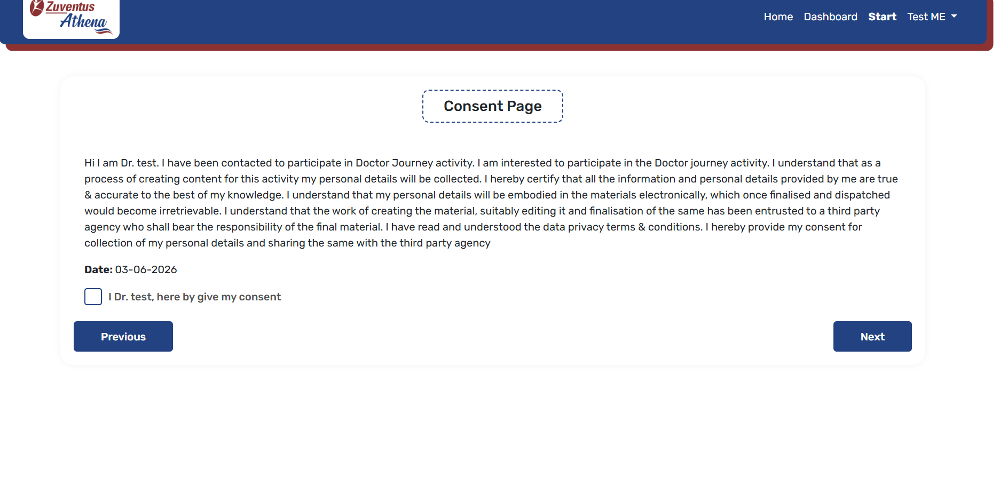 Zuventus
Athena
Home Dashboard Start Test ME
Consent Page
Hi I am Dr. test. I have been contacted to participate in Doctor Journey activity. I am interested to participate in the Doctor journey activity. I understand that as a
process of creating content for this activity my personal details will be collected. I hereby certify that all the information and personal details provided by me are true
& accurate to the best of my knowledge. I understand that my personal details will be embodied in the materials electronically, which once finalised and dispatched
would become irretrievable. I understand that the work of creating the material, suitably editing it and finalisation of the same has been entrusted to a third party
agency who shall bear the responsibility of the final material. I have read and understood the data privacy terms & conditions. I hereby provide my consent for
collection of my personal details and sharing the same with the third party agency
Date: 03-06-2026
I Dr. test, here by give my consent
Previous
Next